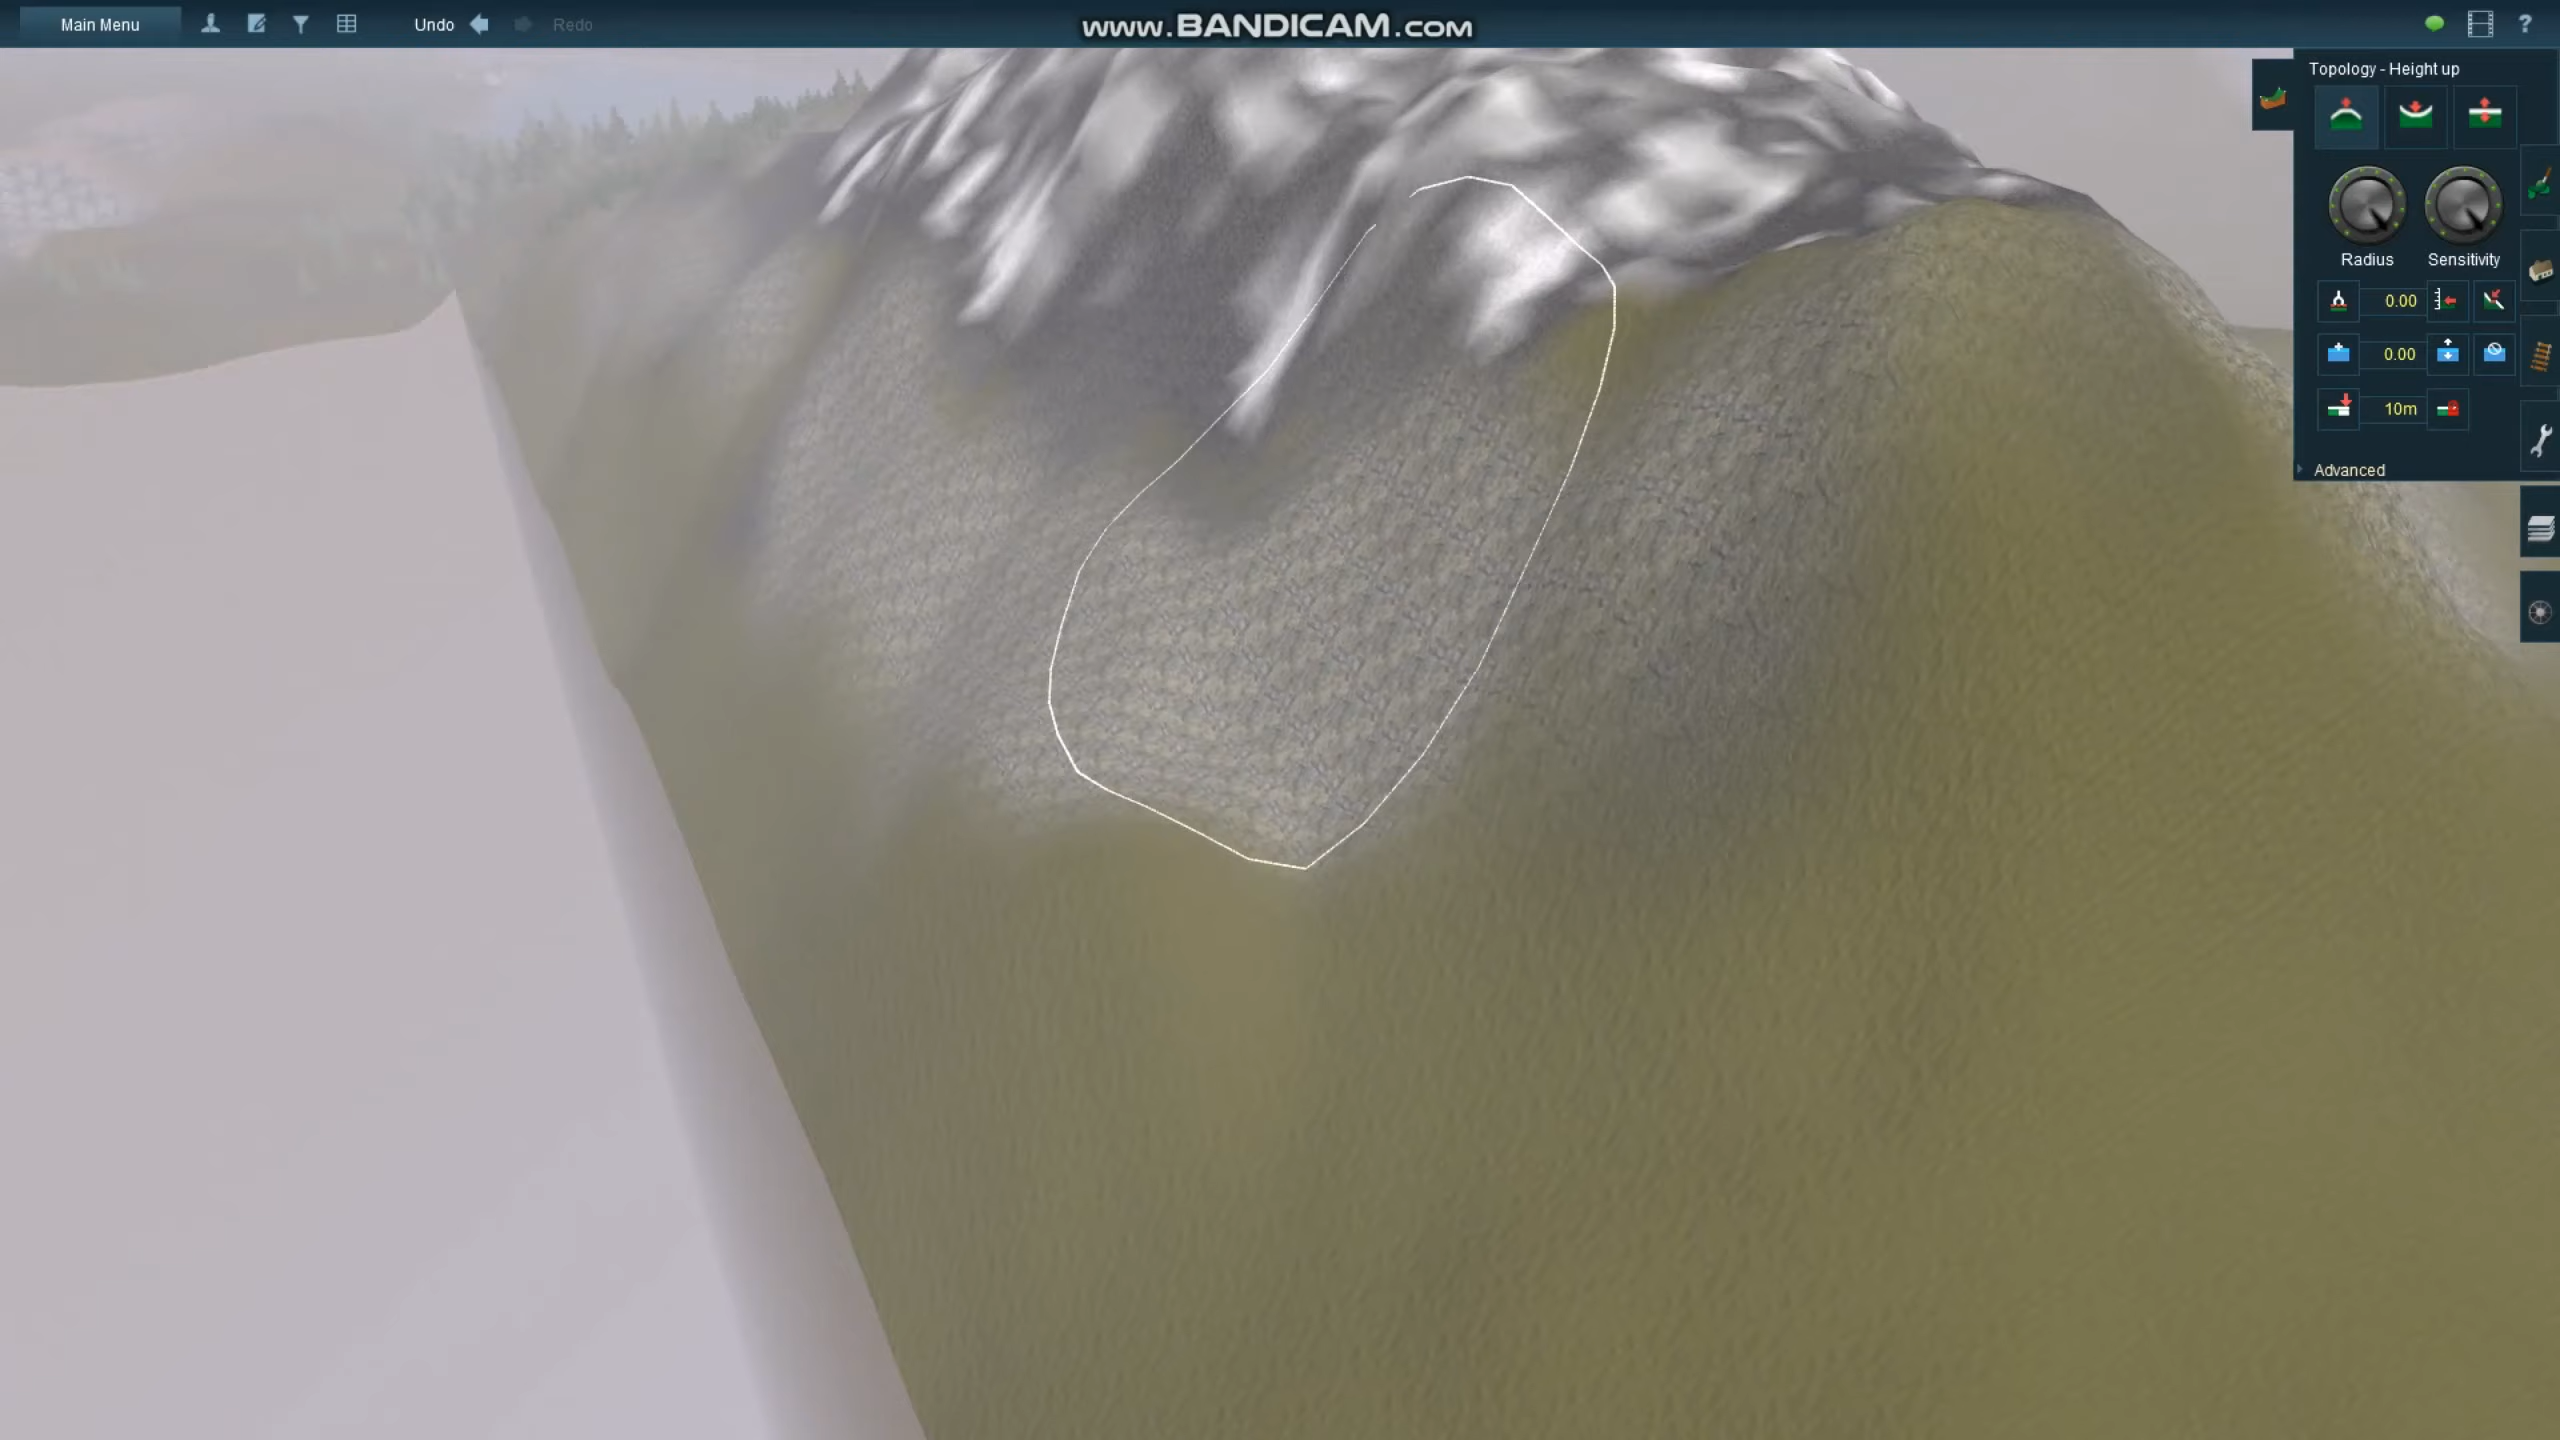 Main Menu
Undo
Redo
www.BANDICAM.com
?
Topology - Height up
Radius
Sensitivity
0.00
0.00
10m
Advanced